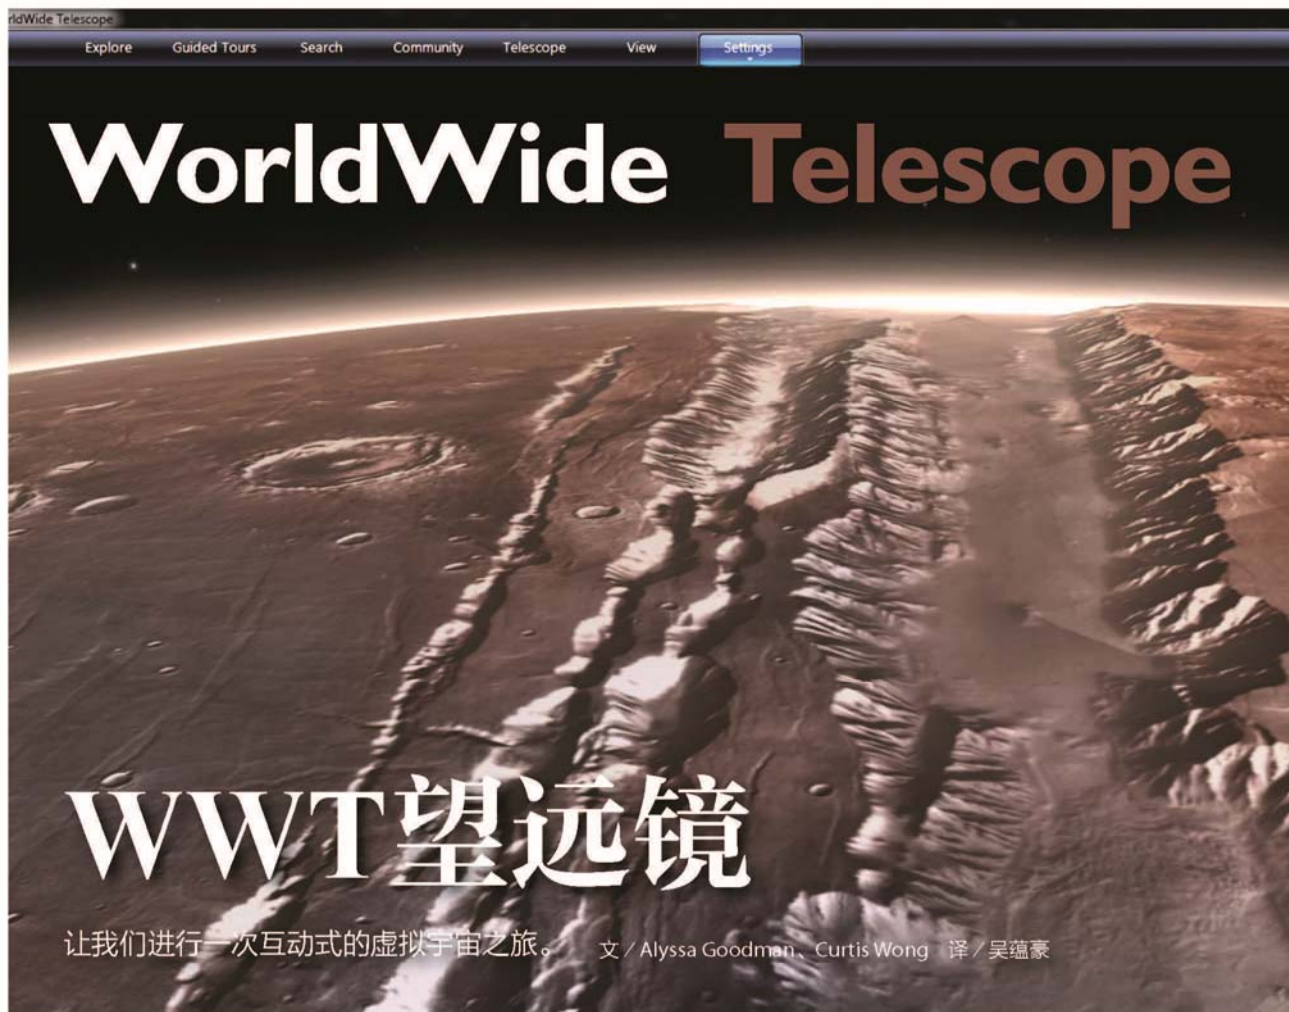 rldWide Telescope
Explore Guided Tours Search Community Telescope View Settings
WorldWide Telescope
WWT望远镜
让我们进行一次互动式的虚拟宇宙之旅。 文/Alyssa Goodman、Curtis Wong 译/吴蕴豪